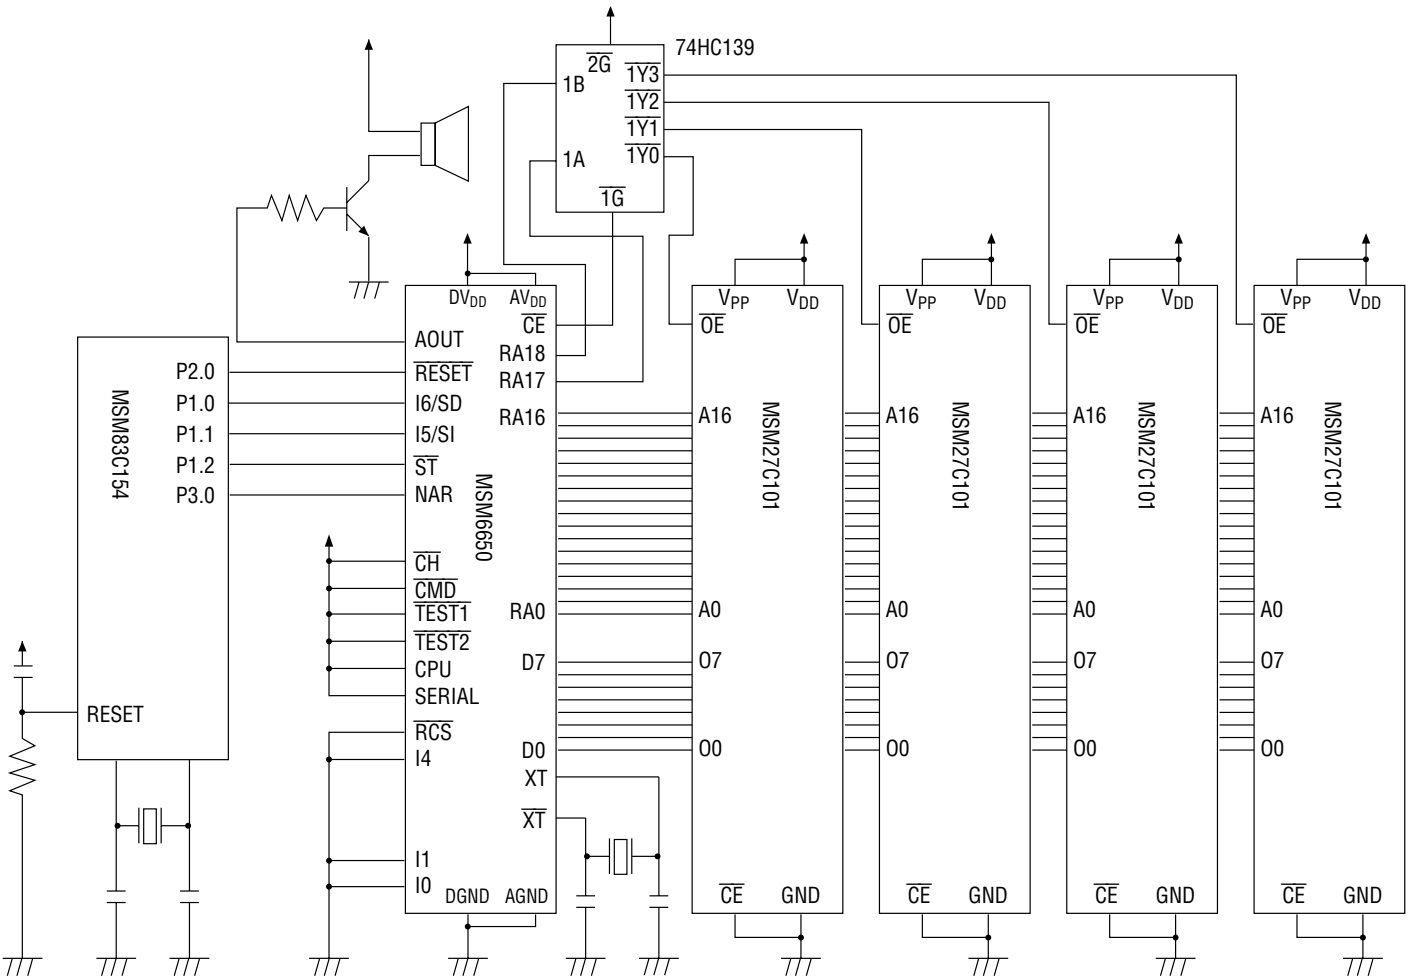 74HC139
2G
1B
1Y3
1Y2
1Y1
1A
1Y0
1G
DVDD
AVDD
CE
AOUT
RA18
RESET
RA17
I6/SD
RA16
I5/SI
ST
NAR
MSM6650
CH
CMD
TEST1
RA0
TEST2
D7
CPU
SERIAL
RCS
D0
I4
XT
XT
I1
I0
DGND
AGND
P2.0
P1.0
P1.1
P1.2
P3.0
MSM83C154
RESET
VPP
VDD
OE
A16
MSM27C101
A0
O7
O0
CE
GND
VPP
VDD
OE
A16
MSM27C101
A0
O7
O0
CE
GND
VPP
VDD
OE
A16
MSM27C101
A0
O7
O0
CE
GND
VPP
VDD
OE
A16
MSM27C101
A0
O7
O0
CE
GND